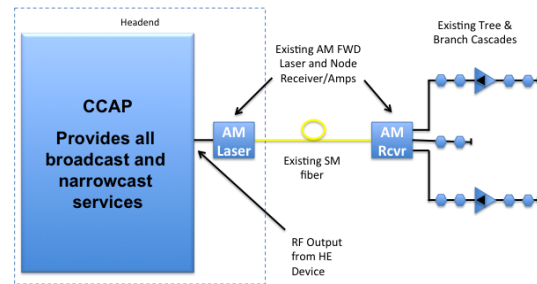 Headend
CCAP
Provides all
broadcast and
narrowcast
services
AM
Laser
Existing AM FWD
Laser and Node
Receiver/Amps
Existing SM
fiber
RF Output
from HE
Device
AM
Rcvr
Existing Tree &
Branch Cascades